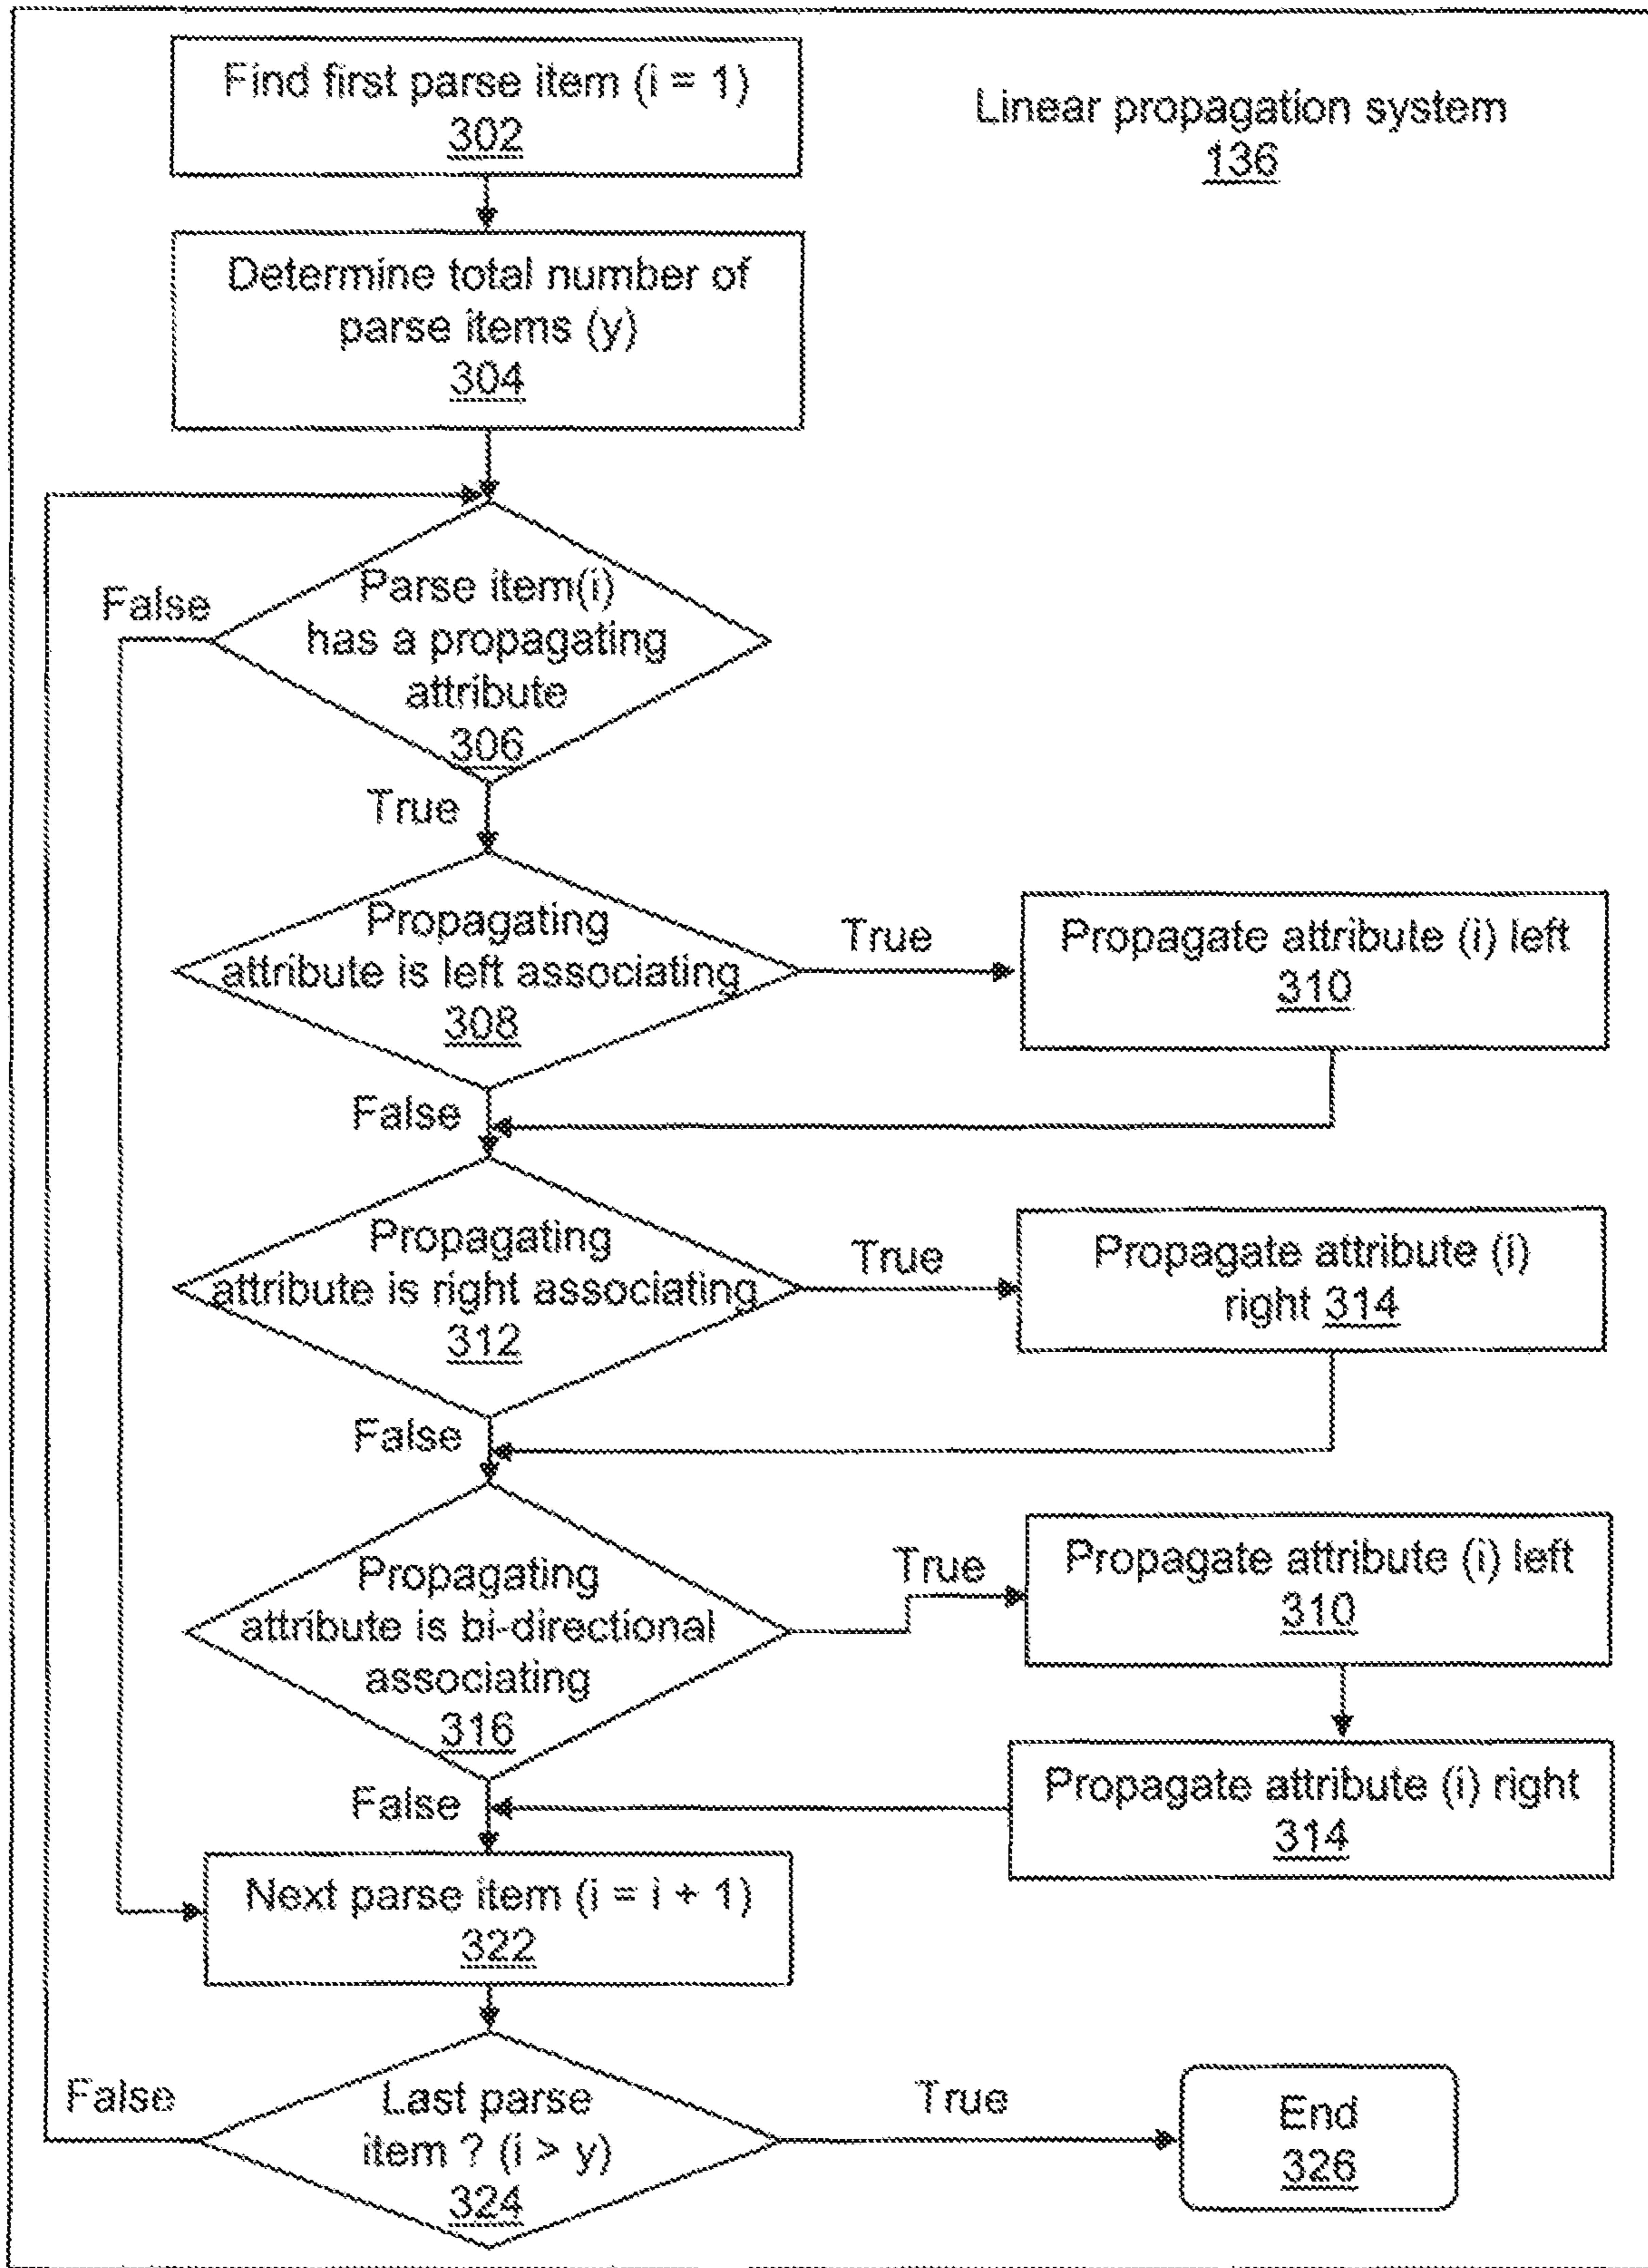 Find first parse item (i = 1)
302
Linear propagation system
136
Determine total number of
parse items (y)
304
False
Parse item(i)
has a propagating
attribute
306
True
Propagating
attribute is left associating
308
True
Propagate attribute (i) left
310
False
Propagating
attribute is right associating
312
True
Propagate attribute (i)
right 314
False
Propagating
attribute is bi-directional
associating
316
True
Propagate attribute (i) left
310
Propagate attribute (i) right
314
False
Next parse item (i = i + 1)
322
False
Last parse
item ? (i > y)
324
True
End
326